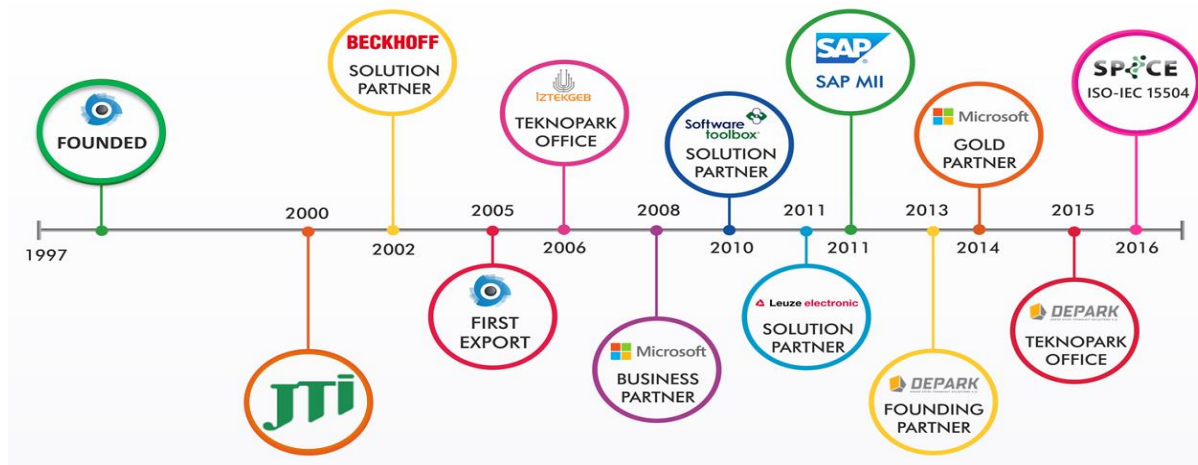 FOUNDED
1997
2000
JTi
BECKHOFF
SOLUTION
PARTNER
2002
2005
FIRST
EXPORT
İZTEKGEB
TEKNOPARK
OFFICE
2006
2008
Microsoft
BUSINESS
PARTNER
Software
toolbox
SOLUTION
PARTNER
2010
2011
Leuze electronic
SOLUTION
PARTNER
SAP
SAP MII
2011
2013
DEPARK
FOUNDING
PARTNER
Microsoft
GOLD
PARTNER
2014
2015
DEPARK
TEKNOPARK
OFFICE
SPICE
ISO-IEC 15504
2016